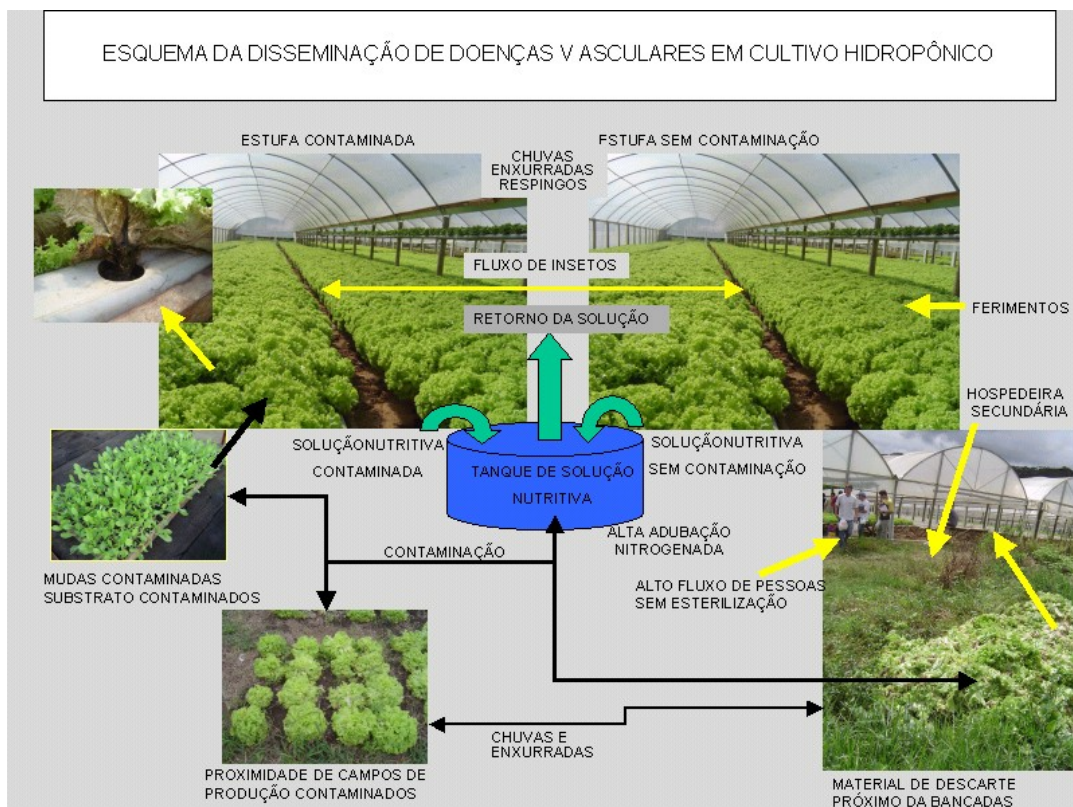 ESQUEMA DA DISSEMINAÇÃO DE DOENÇAS V ASCULARES EM CULTIVO HIDROPÔNICO
ESTUFA CONTAMINADA
CHUVAS
ENXURRADAS
RESPINGOS
FSTUFA SEM CONTAMINAÇÃO
FLUXO DE INSETOS
RETORNO DA SOLUÇÃO
FERIMENTOS
HOSPEDEIRA
SECUNDÁRIA
SOLUÇÃONUTRITIVA
CONTAMINADA
TANQUE DE SOLUÇÃO
NUTRITIVA
SOLUÇÃONUTRITIVA
SEM CONTAMINAÇÃO
ALTA ADUBAÇÃO
NITROGENADA
CONTAMINAÇÃO
MUDAS CONTAMINADAS
SUBSTRATO CONTAMINADOS
ALTO FLUXO DE PESSOAS
SEM ESTERILIZAÇÃO
CHUVAS E
ENXURRADAS
PROXIMIDADE DE CAMPOS DE
PRODUÇÃO CONTAMINADOS
MATERIAL DE DESCARTE
PRÓXIMO DA BANCADAS